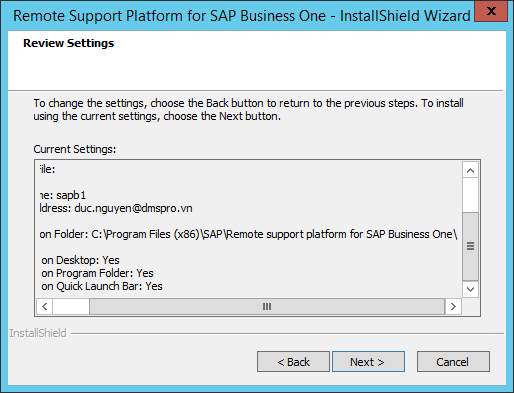 Remote Support Platform for SAP Business One - InstallShield Wizard
Review Settings
To change the settings, choose the Back button to return to the previous steps. To install
using the current settings, choose the Next button.
Current Settings:
ile:
ne: sapb1
ldress: duc.nguyen@dmspro.vn
on Folder: C:\Program Files (x86)\SAP\Remote support platform for SAP Business One\
on Desktop: Yes
on Program Folder: Yes
on Quick Launch Bar: Yes
InstallShield
< Back
Next >
Cancel